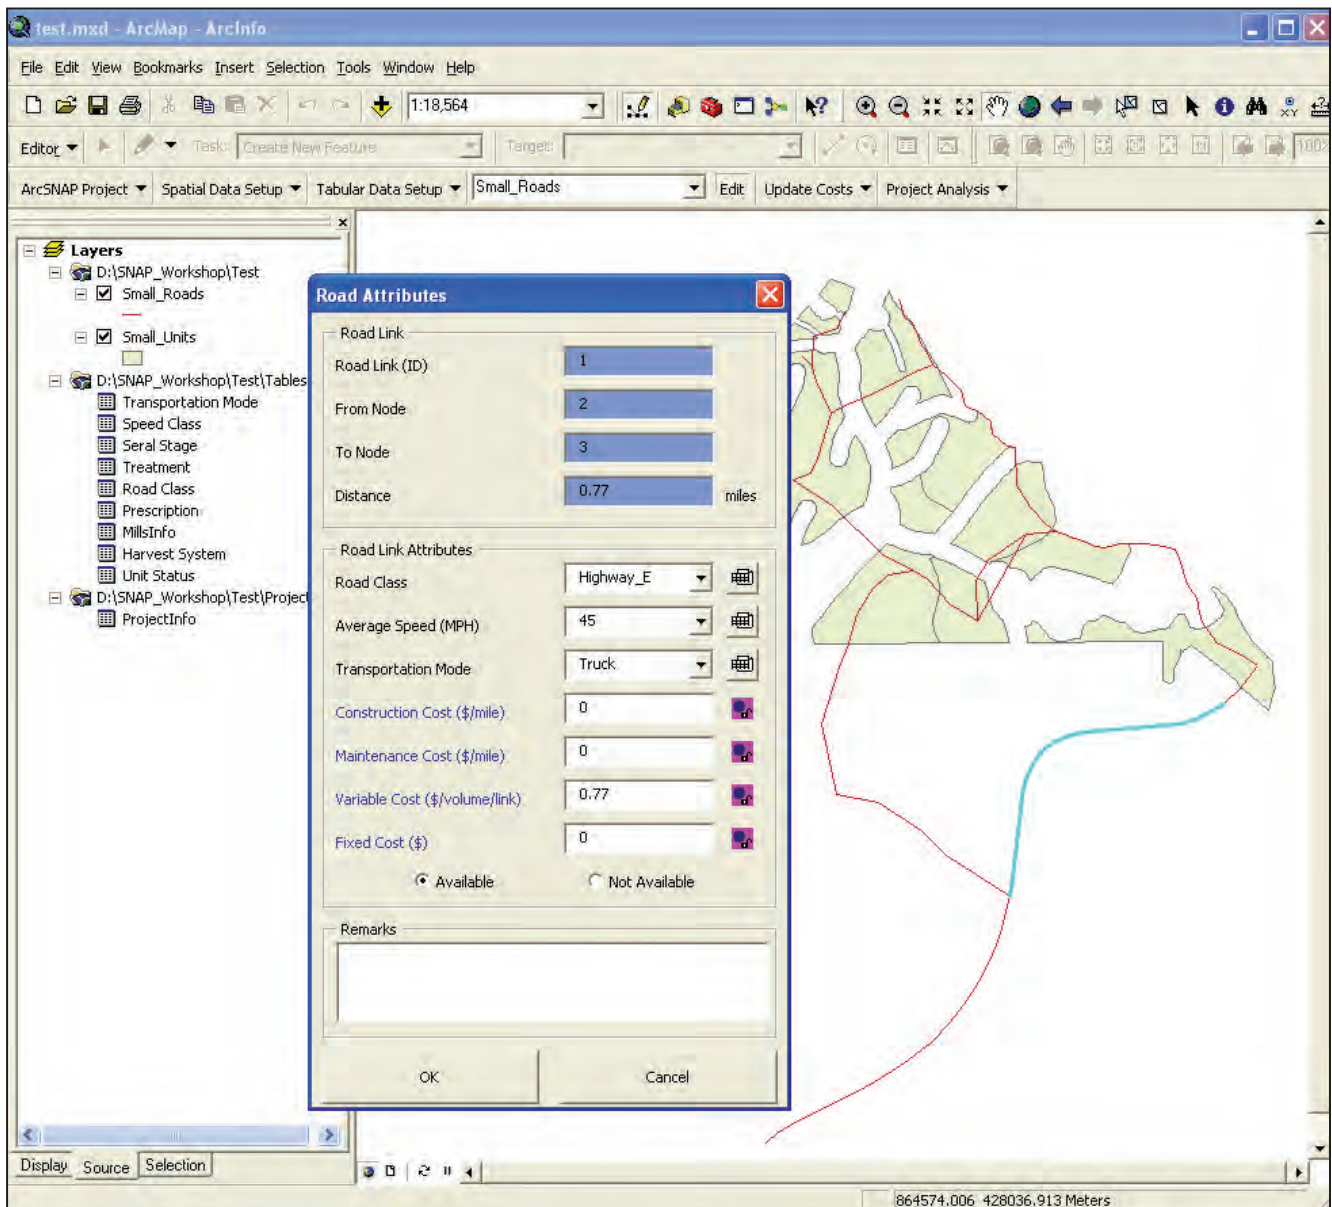 test.mxd - ArcMap - ArcInfo
File Edit View Bookmarks Insert Selection Tools Window Help
1:18,564
Editor Task: Create New Feature Target: 100%
ArcSNAP Project Spatial Data Setup Tabular Data Setup Small_Roads Edit Update Costs Project Analysis
Layers
D:\SNAP_Workshop\Test
Small_Roads
Small_Units
D:\SNAP_Workshop\Test\Tables
Transportation Mode
Speed Class
Seral Stage
Treatment
Road Class
Prescription
MillsInfo
Harvest System
Unit Status
D:\SNAP_Workshop\Test\Project
ProjectInfo
Display Source Selection
Road Attributes
Road Link
Road Link (ID) 1
From Node 2
To Node 3
Distance 0.77 miles
Road Link Attributes
Road Class Highway_E
Average Speed (MPH) 45
Transportation Mode Truck
Construction Cost ($/mile) 0
Maintenance Cost ($/mile) 0
Variable Cost ($/volume/link) 0.77
Fixed Cost ($) 0
Available Not Available
Remarks
OK Cancel
864574.006 428036.913 Meters